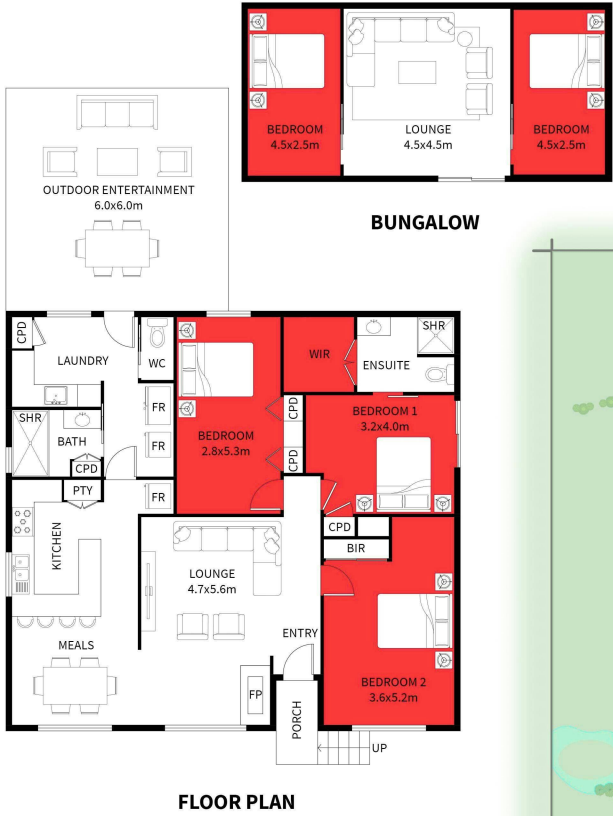 BEDROOM
4.5x2.5m
LOUNGE
4.5x4.5m
BEDROOM
4.5x2.5m
BUNGALOW
OUTDOOR ENTERTAINMENT
6.0x6.0m
CPD
LAUNDRY
WC
SHR
BATH
CPD
FR
FR
FR
PTY
BEDROOM
2.8x5.3m
WIR
ENSUITE
SHR
CPD
CPD
BEDROOM 1
3.2x4.0m
CPD
BIR
KITCHEN
LOUNGE
4.7x5.6m
MEALS
ENTRY
FP
PORCH
BEDROOM 2
3.6x5.2m
UP
FLOOR PLAN